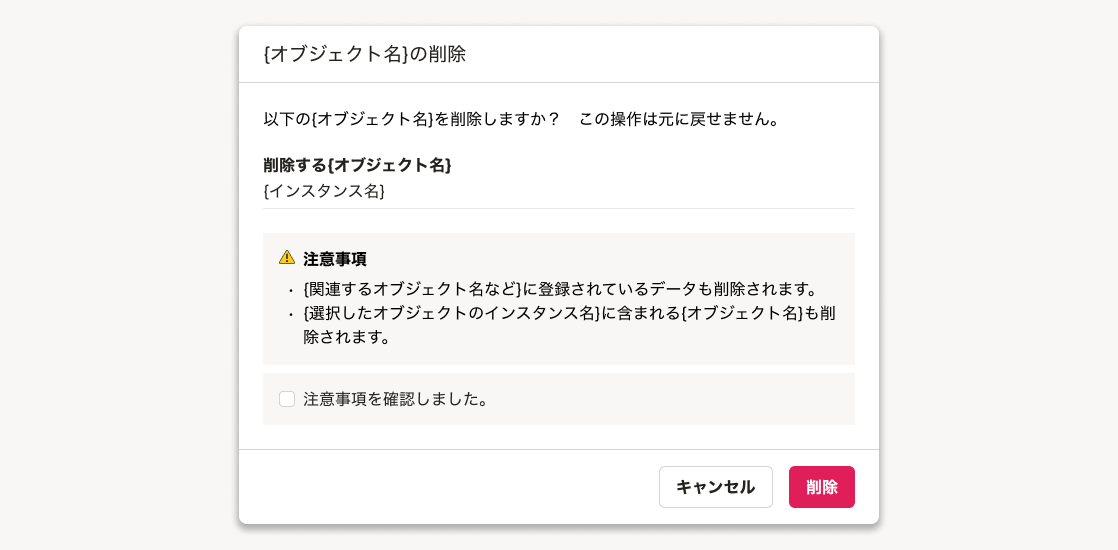 {オブジェクト名}の削除
以下の{オブジェクト名}を削除しますか？　この操作は元に戻せません。
削除する{オブジェクト名}
{インスタンス名}
注意事項
・{関連するオブジェクト名など}に登録されているデータも削除されます。
・{選択したオブジェクトのインスタンス名}に含まれる{オブジェクト名}も削
除されます。
注意事項を確認しました。
キャンセル 削除